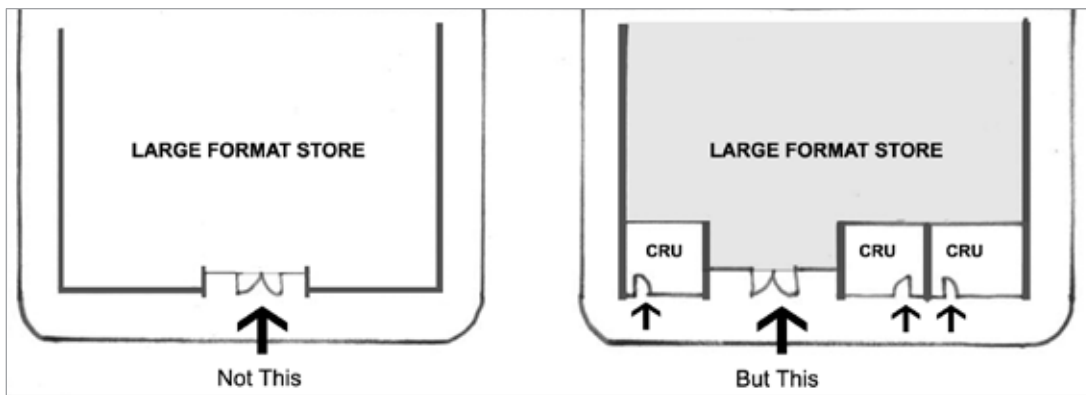 LARGE FORMAT STORE
Not This
LARGE FORMAT STORE
CRU
CRU
CRU
But This